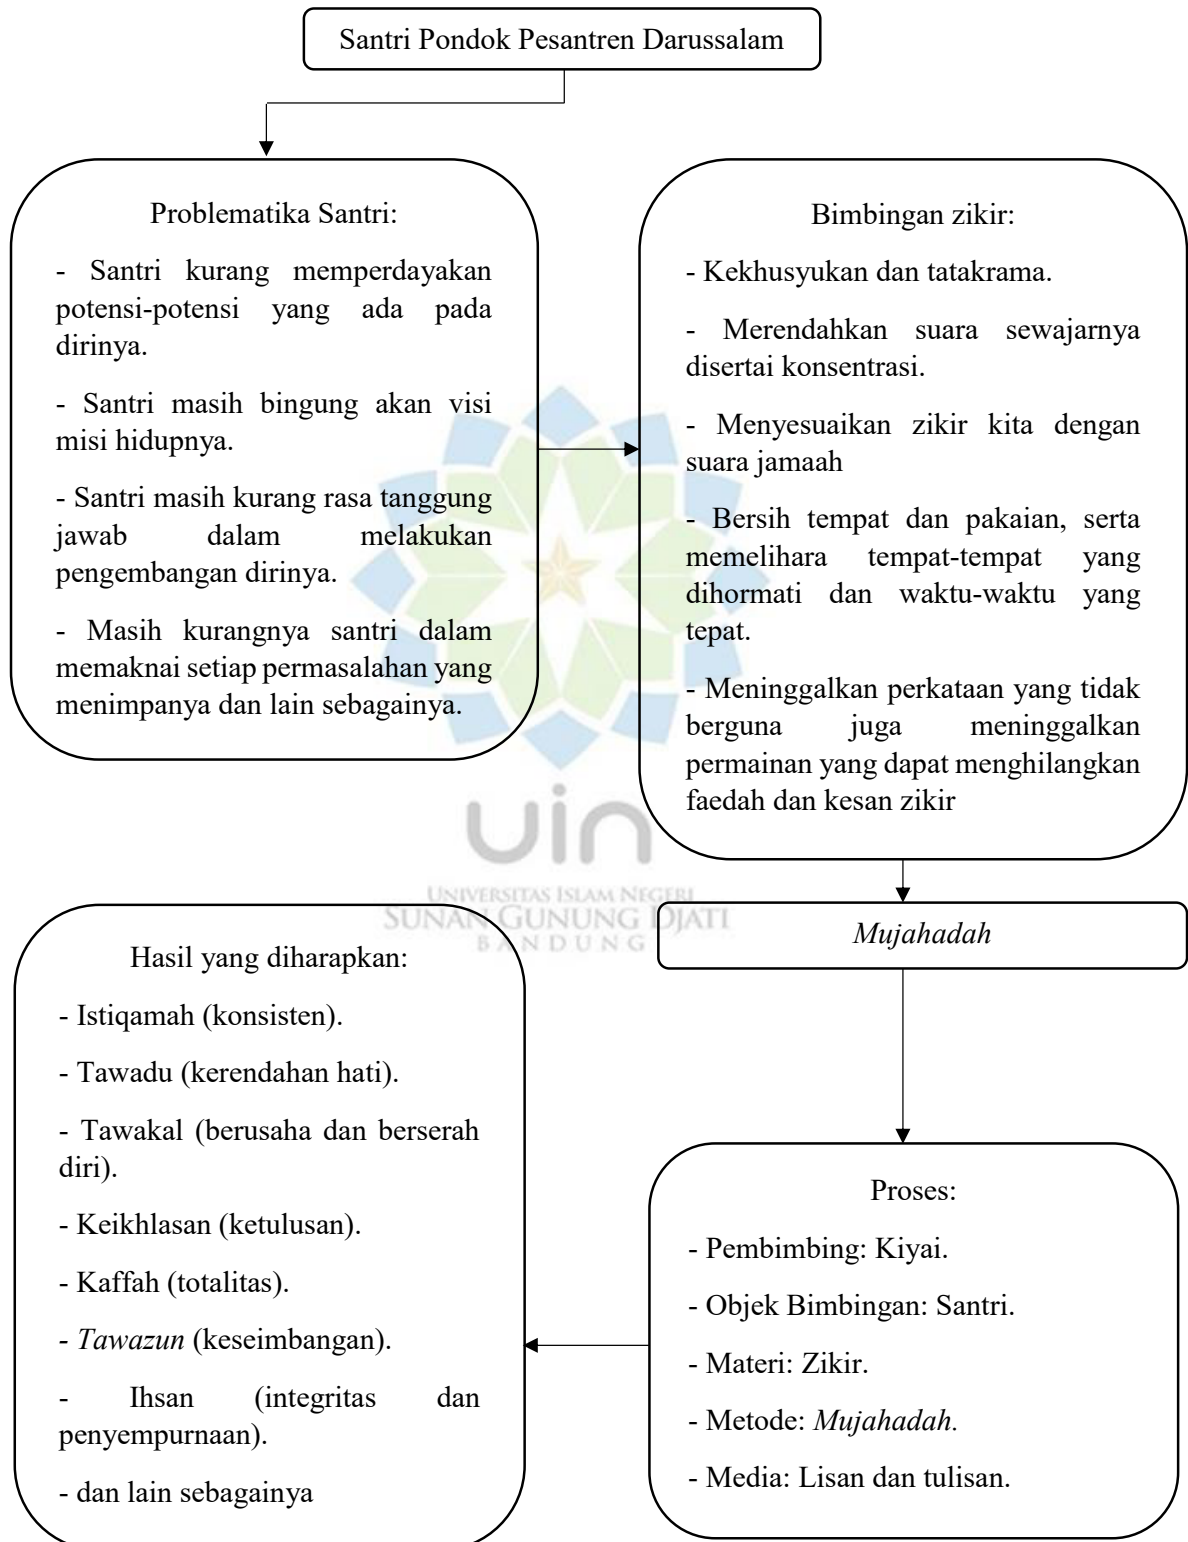 Santri Pondok Pesantren Darussalam
Problematika Santri:
- Santri kurang memperdayakan
potensi-potensi yang ada pada
dirinya.
- Santri masih bingung akan visi
misi hidupnya.
- Santri masih kurang rasa tanggung
jawab dalam melakukan
pengembangan dirinya.
- Masih kurangnya santri dalam
memaknai setiap permasalahan yang
menimpanya dan lain sebagainya.
Bimbingan zikir:
- Kekhusyukan dan tatakrama.
- Merendahkan suara sewajarnya
disertai konsentrasi.
- Menyesuaikan zikir kita dengan
suara jamaah
- Bersih tempat dan pakaian, serta
memelihara tempat-tempat yang
dihormati dan waktu-waktu yang
tepat.
- Meninggalkan perkataan yang tidak
berguna juga meninggalkan
permainan yang dapat menghilangkan
faedah dan kesan zikir
uin
UNIVERSITAS ISLAM NEGERI
SUNAN GUNUNG DJATI
BANDUNG
Mujahadah
Proses:
- Pembimbing: Kiyai.
- Objek Bimbingan: Santri.
- Materi: Zikir.
- Metode: Mujahadah.
- Media: Lisan dan tulisan.
Hasil yang diharapkan:
- Istiqamah (konsisten).
- Tawadu (kerendahan hati).
- Tawakal (berusaha dan berserah
diri).
- Keikhlasan (ketulusan).
- Kaffah (totalitas).
- Tawazun (keseimbangan).
- Ihsan (integritas dan
penyempurnaan).
- dan lain sebagainya